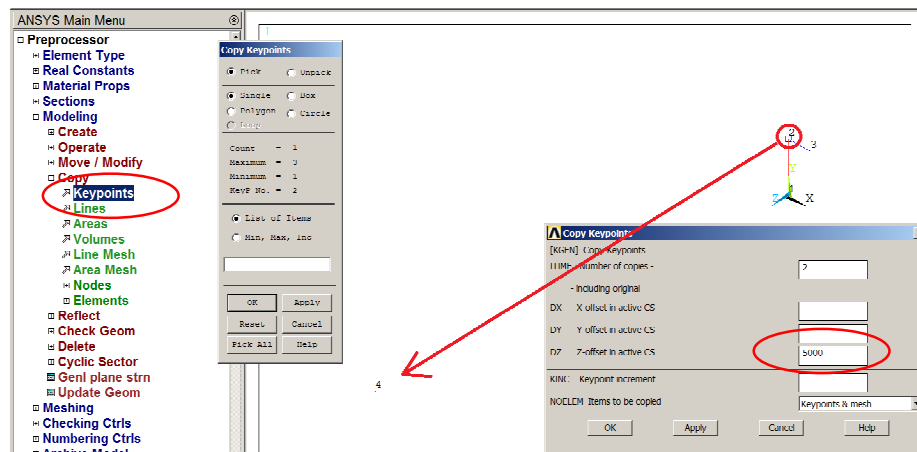 ANSYS Main Menu
Preprocessor
Element Type
Real Constants
Material Props
Sections
Modeling
Create
Operate
Move / Modify
Copy
Keypoints
Lines
Areas
Volumes
Line Mesh
Area Mesh
Nodes
Elements
Reflect
Check Geom
Delete
Cyclic Sector
Genl plane strn
Update Geom
Meshing
Checking Ctrls
Numbering Ctrls
Archive Model
Copy Keypoints
Pick Unpick
Single Box
Polygon Circle
Loop
Count = 1
Maximum = 3
Minimum = 1
KeyP No. = 2
List of Items
Min, Max, Inc
OK Apply
Reset Cancel
Pick All Help
1
2
3
Y
1
Z X
4
Copy Keypoints
[KGEN] Copy Keypoints
ITIME Number of copies - 2
- including original
DX X-offset in active CS
DY Y-offset in active CS
DZ Z-offset in active CS 5000
KINC Keypoint increment
NOELEM Items to be copied Keypoints & mesh
OK Apply Cancel Help